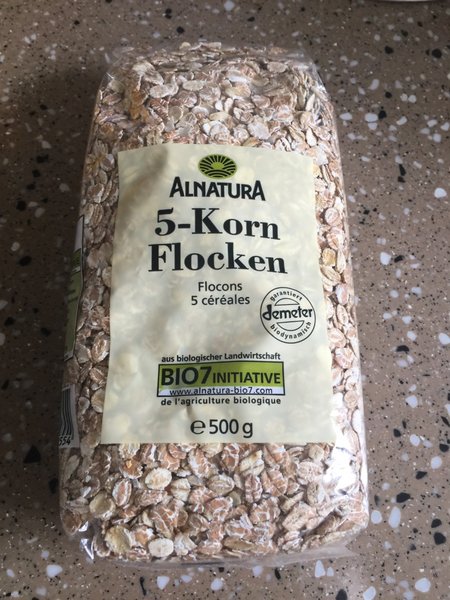 ALNATURA
5-Korn
Flocken
Flocons
5 céréales
garantiert
demeter
biodynamisch
aus biologischer Landwirtschaft
BIO7INITIATIVE
www.alnatura-bio7.com
de l'agriculture biologique
e500g